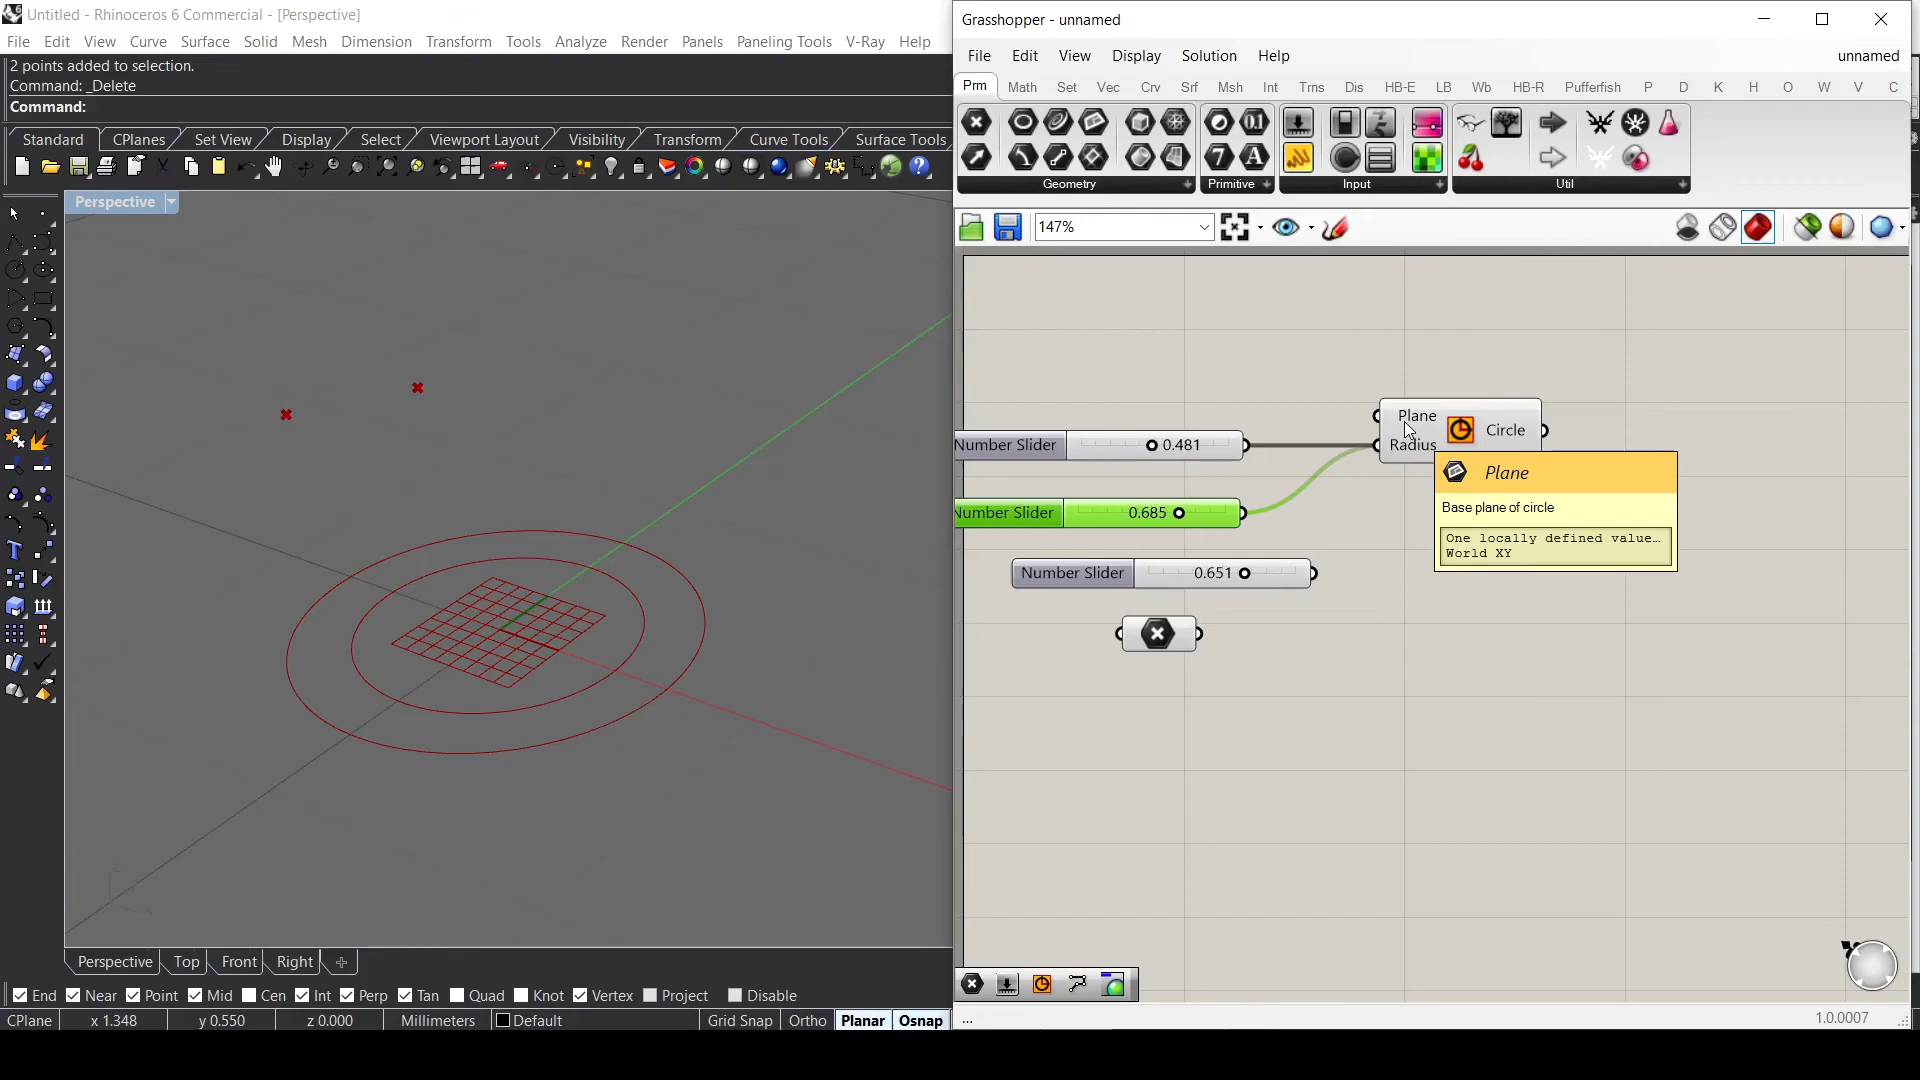 Untitled - Rhinoceros 6 Commercial - [Perspective]
File Edit View Curve Surface Solid Mesh Dimension Transform Tools Analyze Render Panels Paneling Tools V-Ray Help
2 points added to selection.
Command: _Delete
Command:
Standard CPlanes Set View Display Select Viewport Layout Visibility Transform Curve Tools Surface Tools
Perspective
Perspective Top Front Right
End Near Point Mid Cen Int Perp Tan Quad Knot Vertex Project Disable
CPlane x 1.348 y 0.550 z 0.000 Millimeters Default Grid Snap Ortho Planar Osnap
Grasshopper - unnamed
File Edit View Display Solution Help unnamed
Prm Math Set Vec Crv Srf Msh Int Trns Dis HB-E LB Wb HB-R Pufferfish P D K H O W V C
Geometry Primitive Input Util
147%
Plane
Radius
Circle
Number Slider 0.481
Number Slider 0.685
Number Slider 0.651
Plane
Base plane of circle
One locally defined value…
World XY
... 1.0.0007